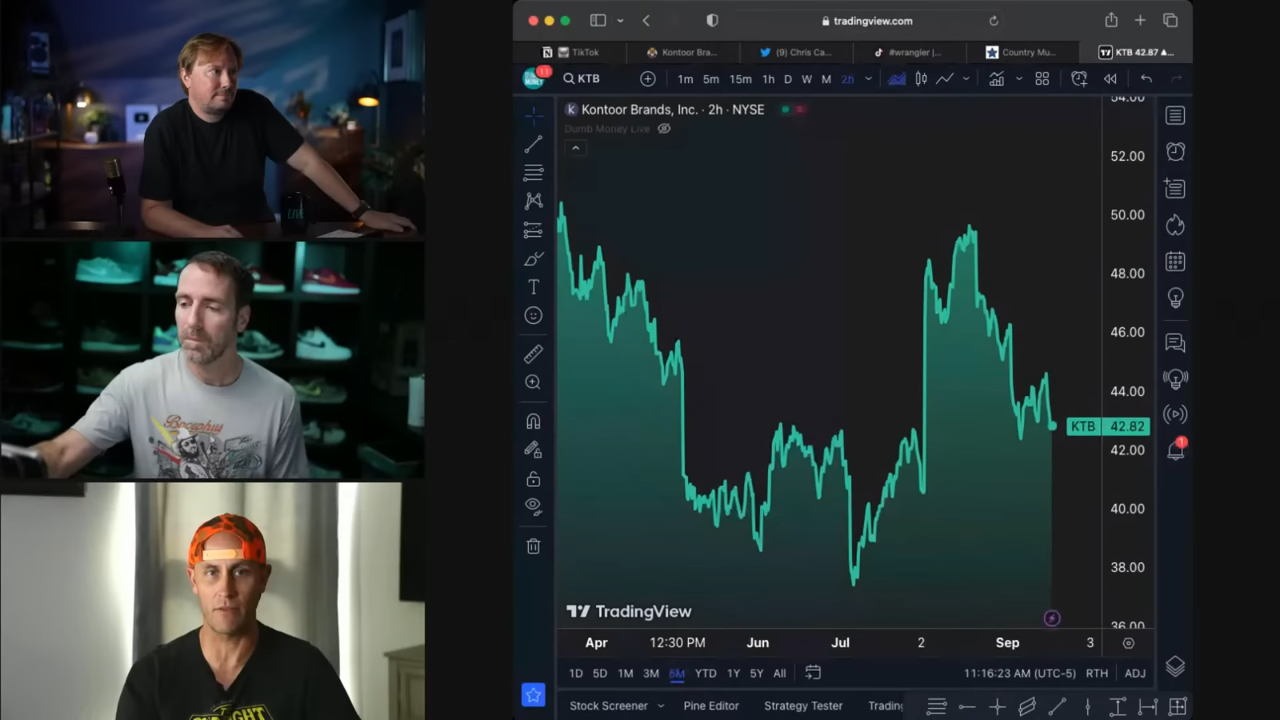 tradingview.com
TikTok
Kontoor Bra...
(9) Chris Ca...
#wrangler |...
Country Mu...
KTB 42.87 ▲...
11
KTB
1m 5m 15m 1h D W M 2h
Kontoor Brands, Inc. · 2h · NYSE
Dumb Money Live
54.00
52.00
50.00
48.00
46.00
44.00
KTB 42.82
42.00
40.00
38.00
36.00
1
TradingView
Apr 12:30 PM Jun Jul 2 Sep 3
1D 5D 1M 3M 6M YTD 1Y 5Y All
11:16:23 AM (UTC-5) RTH ADJ
Stock Screener Pine Editor Strategy Tester Trading
Bocephus